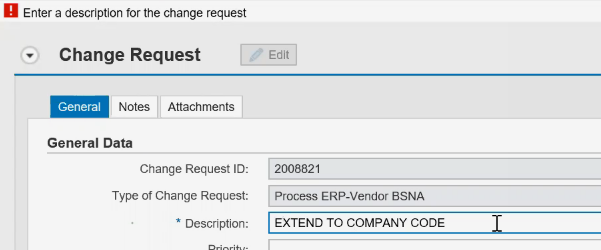 Enter a description for the change request
Change Request Edit
General Notes Attachments
General Data
Change Request ID: 2008821
Type of Change Request: Process ERP-Vendor BSNA
* Description: EXTEND TO COMPANY CODE
Priority: